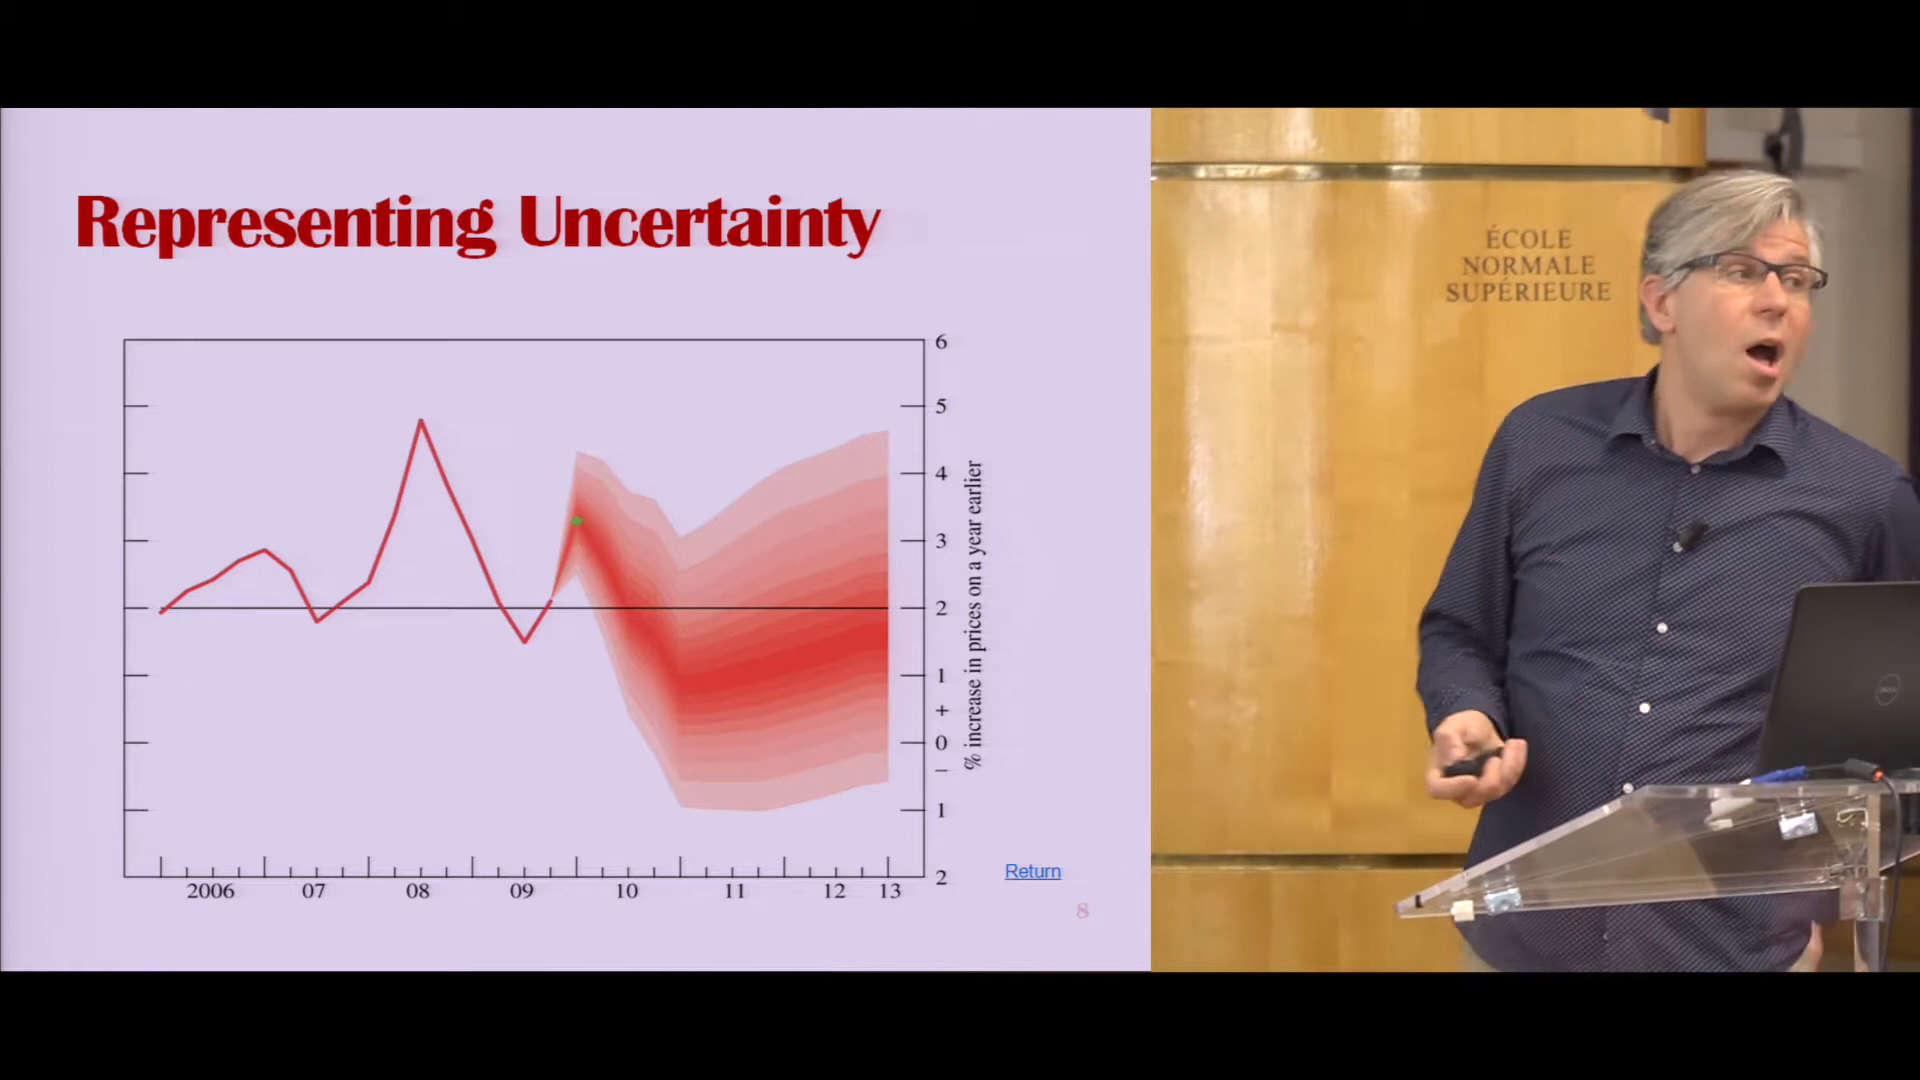 Representing Uncertainty
6
5
4
3
2
1
+
0
–
1
2
% increase in prices on a year earlier
2006 07 08 09 10 11 12 13
Return
8
ÉCOLE
NORMALE
SUPÉRIEURE
DELL